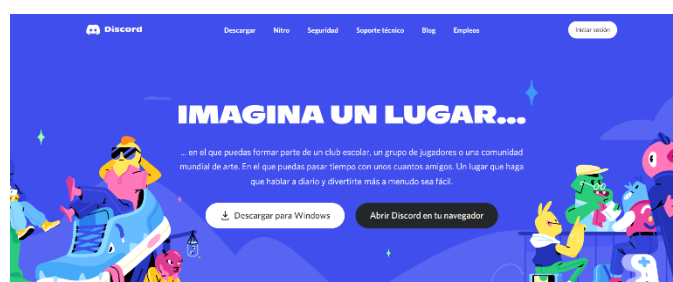 Discord
Descargar Nitro Seguridad Soporte técnico Blog Empleos
Iniciar sesión
IMAGINA UN LUGAR...
... en el que puedas formar parte de un club escolar, un grupo de jugadores o una comunidad
mundial de arte. En el que puedas pasar tiempo con unos cuantos amigos. Un lugar que haga
que hablar a diario y divertirte más a menudo sea fácil.
Descargar para Windows
Abrir Discord en tu navegador